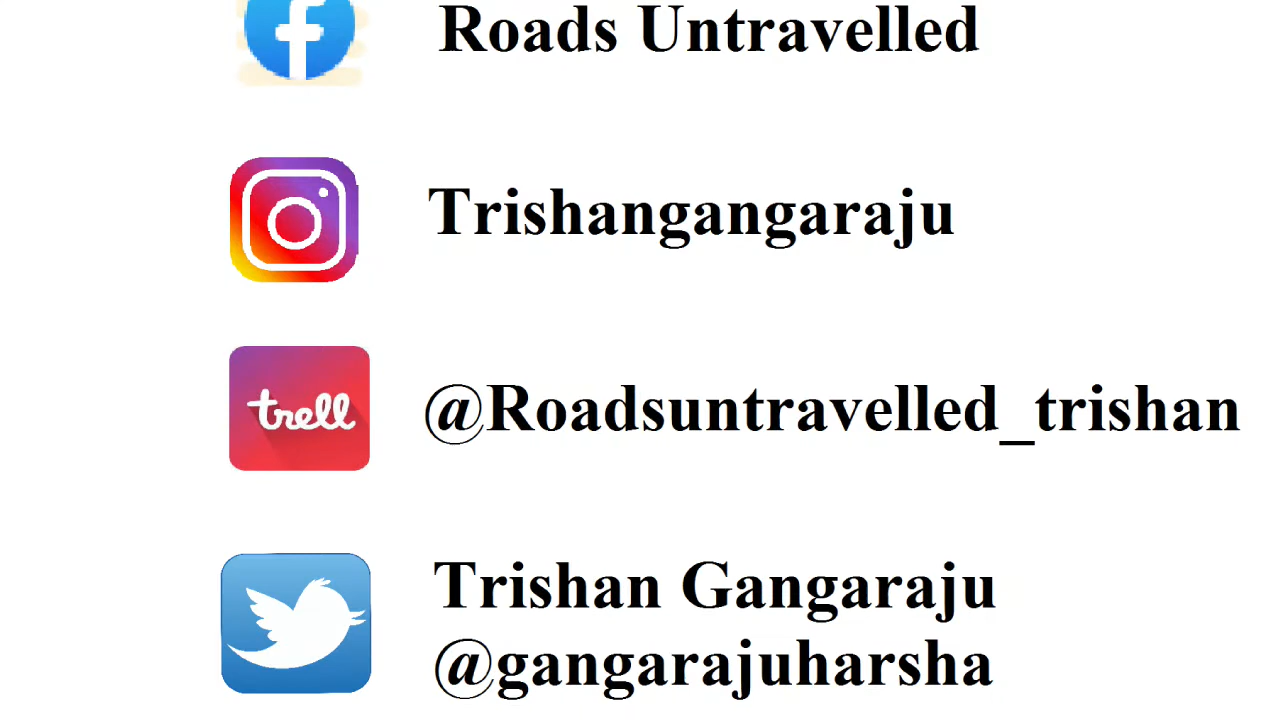 Roads Untravelled
Trishangangaraju
trell
@Roadsuntravelled_trishan
Trishan Gangaraju
@gangarajuharsha